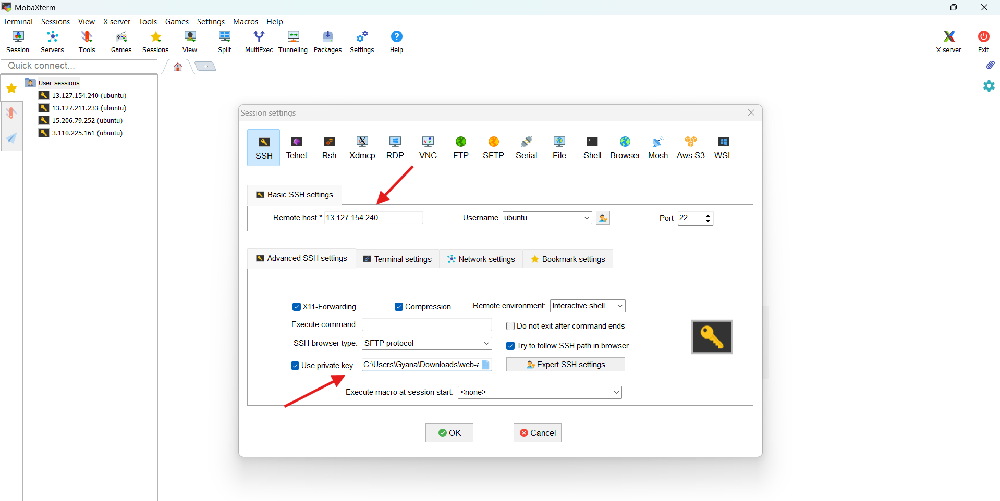 MobaXterm
Terminal Sessions View X server Tools Games Settings Macros Help
Session Servers Tools Games Sessions View Split MultiExec Tunneling Packages Settings Help X server Exit
Quick connect...
User sessions
13.127.154.240 (ubuntu)
13.127.211.233 (ubuntu)
15.206.79.252 (ubuntu)
3.110.225.161 (ubuntu)
Session settings
SSH Telnet Rsh Xdmcp RDP VNC FTP SFTP Serial File Shell Browser Mosh Aws S3 WSL
Basic SSH settings
Remote host * 13.127.154.240 Username ubuntu Port 22
Advanced SSH settings Terminal settings Network settings Bookmark settings
X11-Forwarding Compression Remote environment: Interactive shell
Execute command: Do not exit after command ends
SSH-browser type: SFTP protocol Try to follow SSH path in browser
Use private key C:\Users\Gyana\Downloads\web-a Expert SSH settings
Execute macro at session start: <none>
OK Cancel